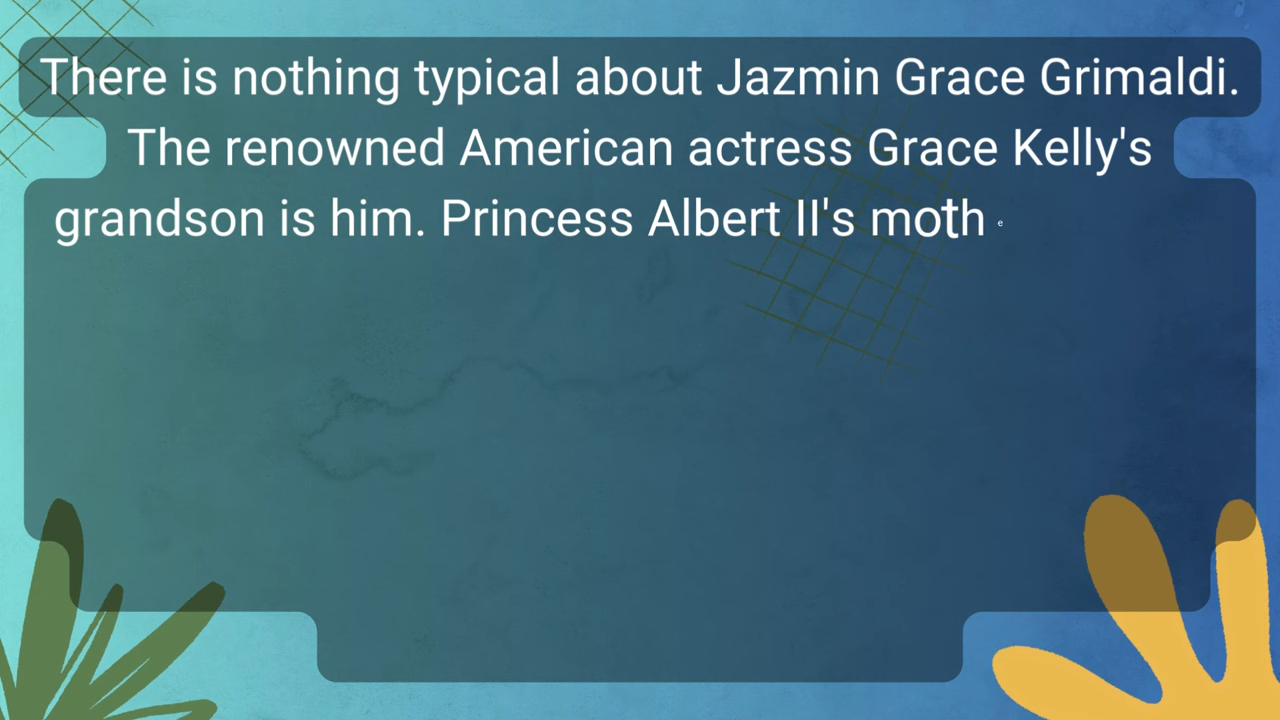 There is nothing typical about Jazmin Grace Grimaldi.
The renowned American actress Grace Kelly's
grandson is him. Princess Albert II's mothe